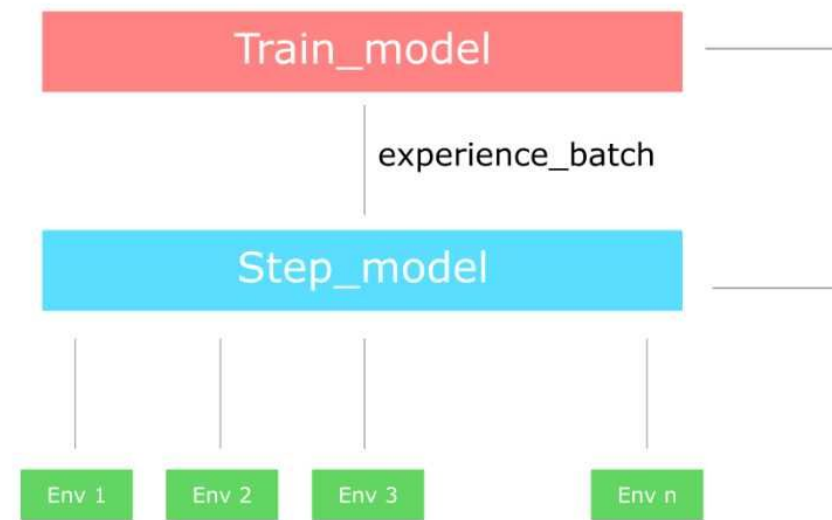 Train_model
experience_batch
Step_model
Env 1
Env 2
Env 3
Env n